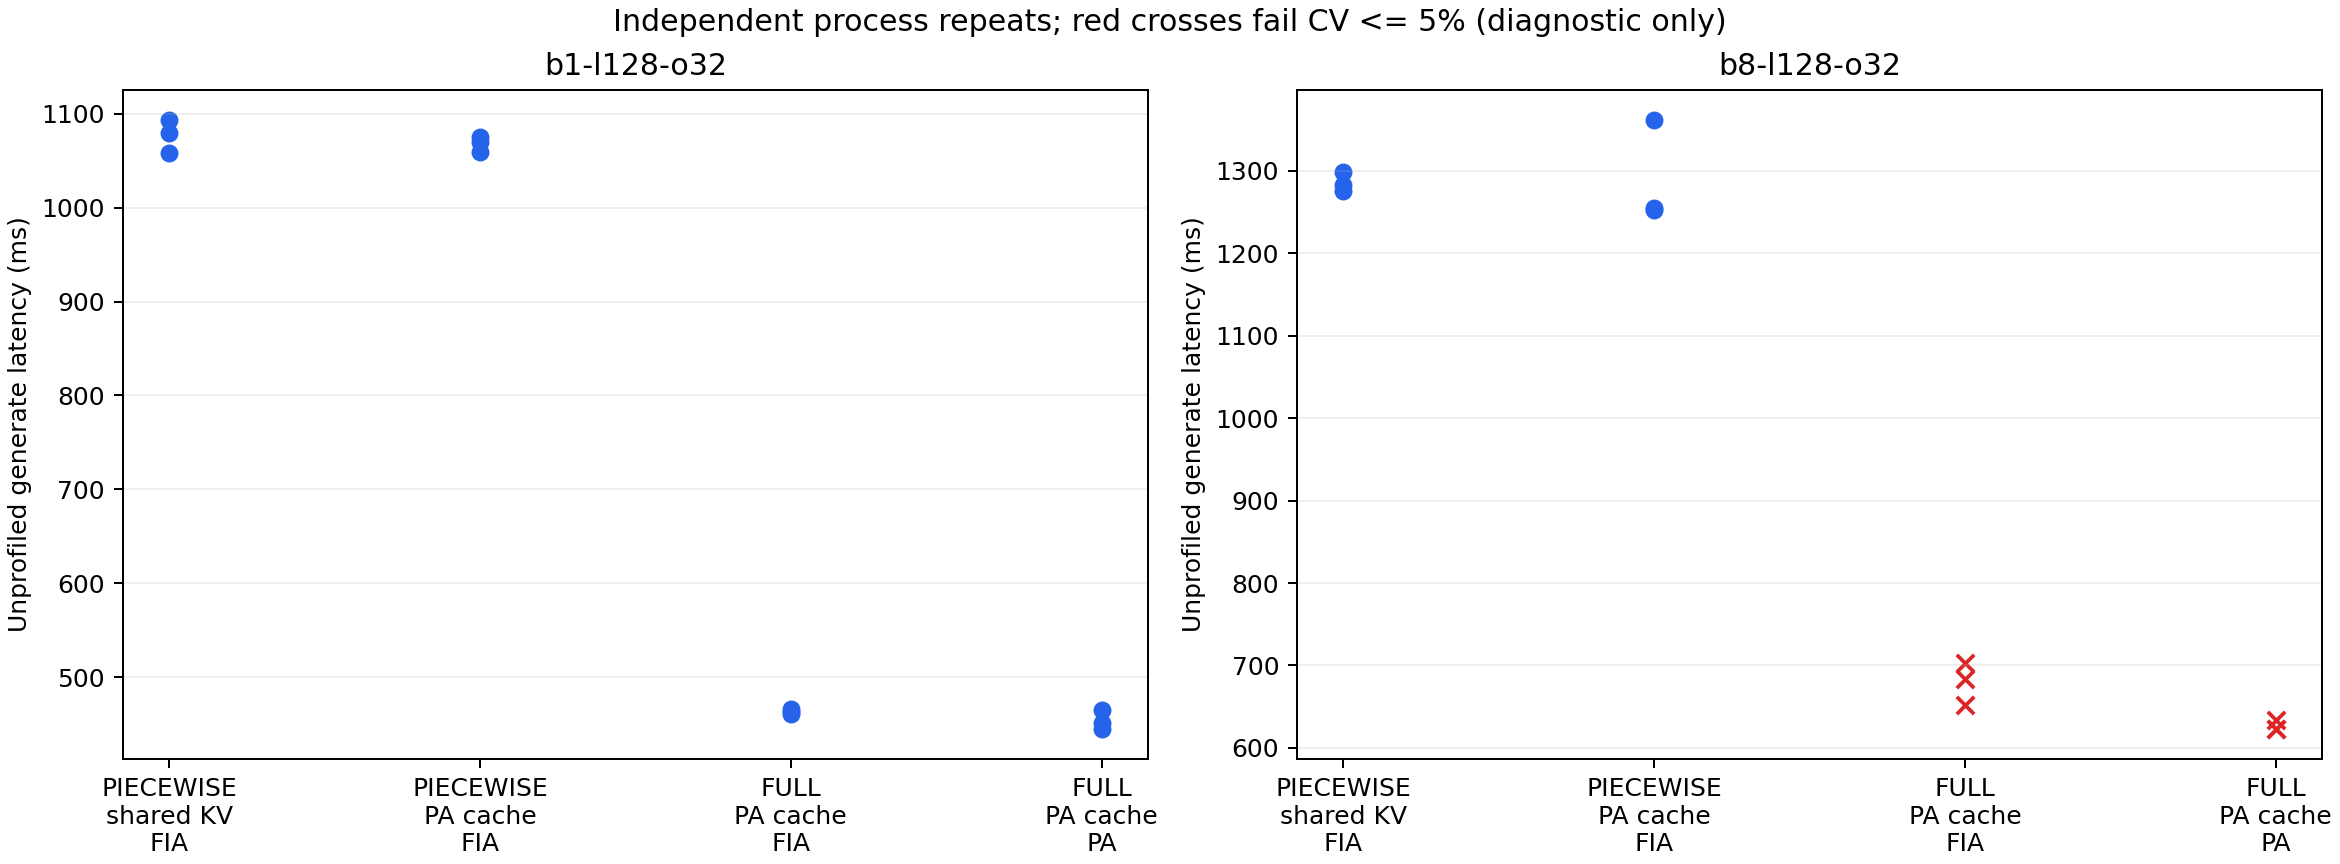 Independent process repeats; red crosses fail CV <= 5% (diagnostic only)
b1-l128-o32
Unprofiled generate latency (ms)
1100
1000
900
800
700
600
500
PIECEWISE
shared KV
FIA
PIECEWISE
PA cache
FIA
FULL
PA cache
FIA
FULL
PA cache
PA
b8-l128-o32
Unprofiled generate latency (ms)
1300
1200
1100
1000
900
800
700
600
PIECEWISE
shared KV
FIA
PIECEWISE
PA cache
FIA
FULL
PA cache
FIA
FULL
PA cache
PA